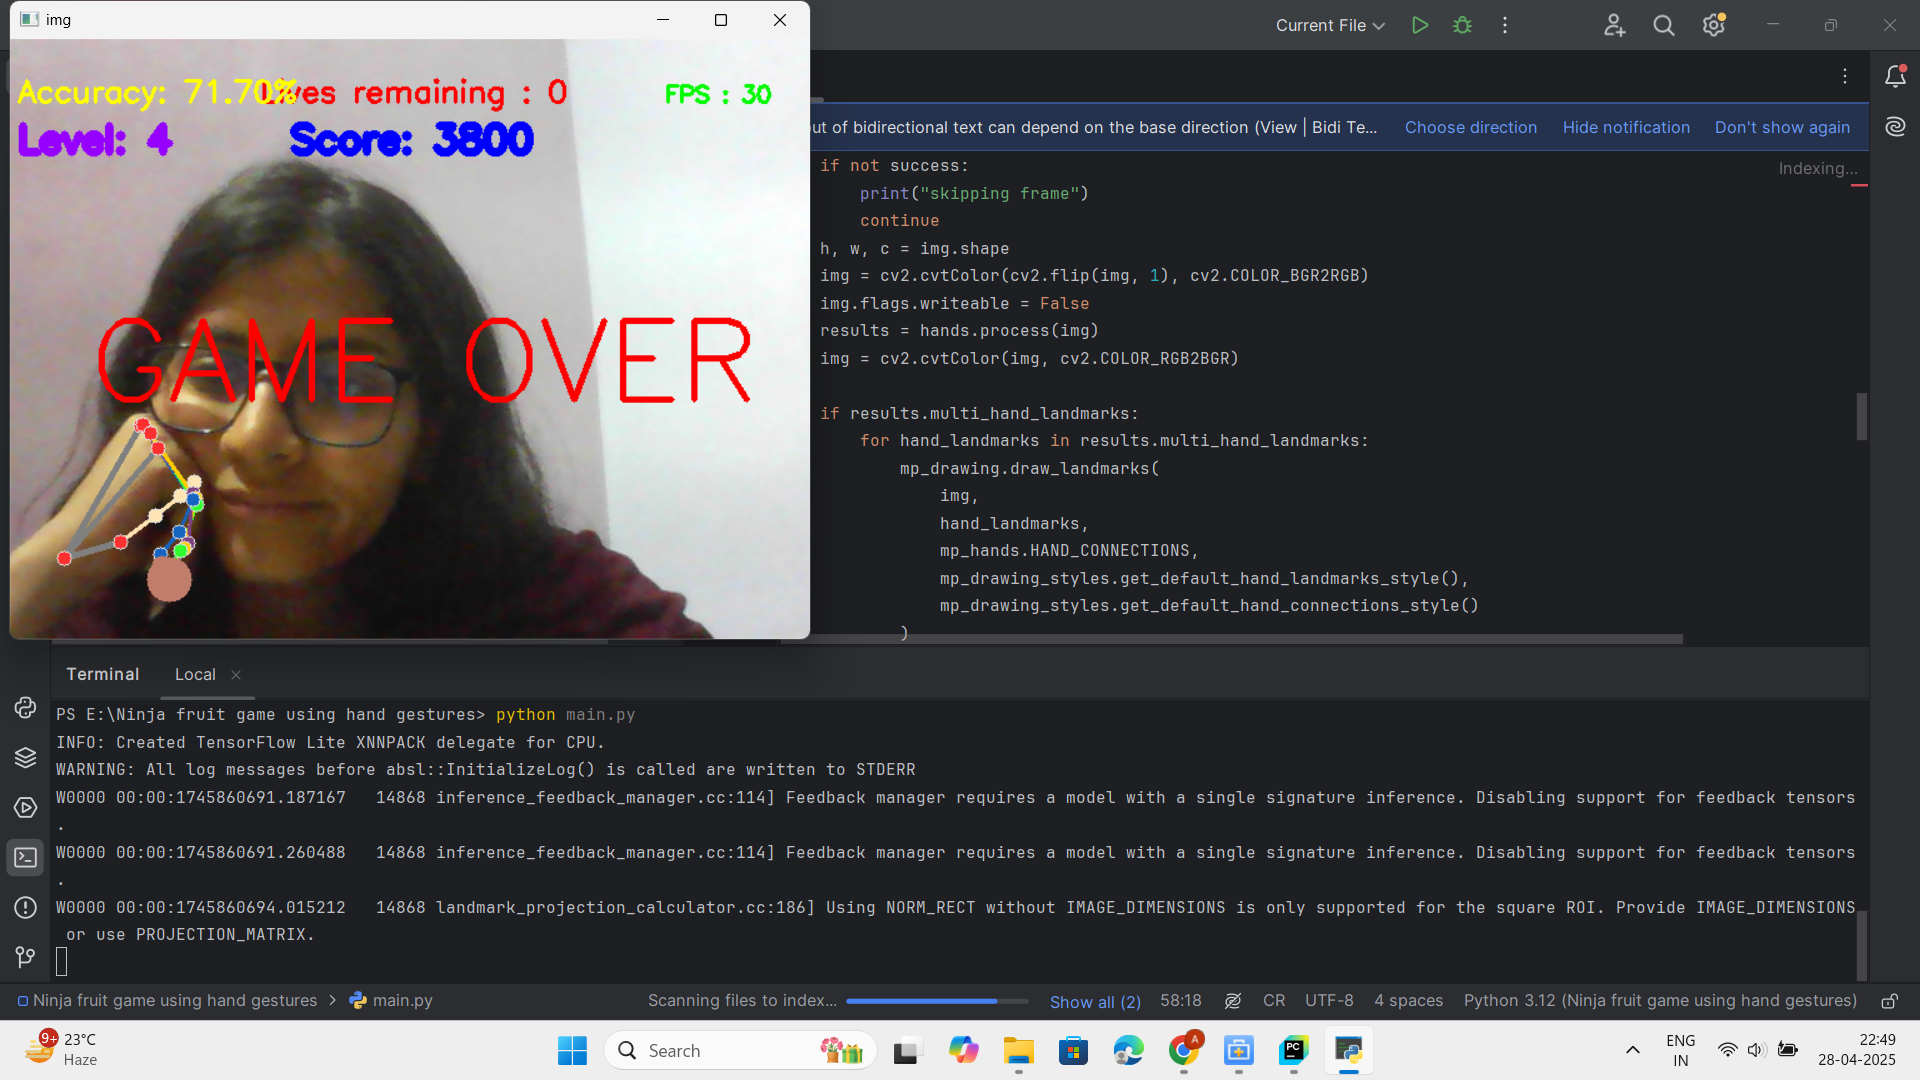 img
Accuracy: 71.70%
Lives remaining : 0
FPS : 30
Level: 4
Score: 3800
GAME OVER
Current File
out of bidirectional text can depend on the base direction (View | Bidi Te...
Choose direction
Hide notification
Don't show again
Indexing...
if not success:
print("skipping frame")
continue
h, w, c = img.shape
img = cv2.cvtColor(cv2.flip(img, 1), cv2.COLOR_BGR2RGB)
img.flags.writeable = False
results = hands.process(img)
img = cv2.cvtColor(img, cv2.COLOR_RGB2BGR)
if results.multi_hand_landmarks:
for hand_landmarks in results.multi_hand_landmarks:
mp_drawing.draw_landmarks(
img,
hand_landmarks,
mp_hands.HAND_CONNECTIONS,
mp_drawing_styles.get_default_hand_landmarks_style(),
mp_drawing_styles.get_default_hand_connections_style()
)
Terminal
Local
PS E:\Ninja fruit game using hand gestures> python main.py
INFO: Created TensorFlow Lite XNNPACK delegate for CPU.
WARNING: All log messages before absl::InitializeLog() is called are written to STDERR
W0000 00:00:1745860691.187167   14868 inference_feedback_manager.cc:114] Feedback manager requires a model with a single signature inference. Disabling support for feedback tensors
.
W0000 00:00:1745860691.260488   14868 inference_feedback_manager.cc:114] Feedback manager requires a model with a single signature inference. Disabling support for feedback tensors
.
W0000 00:00:1745860694.015212   14868 landmark_projection_calculator.cc:186] Using NORM_RECT without IMAGE_DIMENSIONS is only supported for the square ROI. Provide IMAGE_DIMENSIONS
or use PROJECTION_MATRIX.
Ninja fruit game using hand gestures > main.py
Scanning files to index...
Show all (2)
58:18
CR
UTF-8
4 spaces
Python 3.12 (Ninja fruit game using hand gestures)
9+
23°C
Haze
Search
A
PC
ENG
IN
22:49
28-04-2025